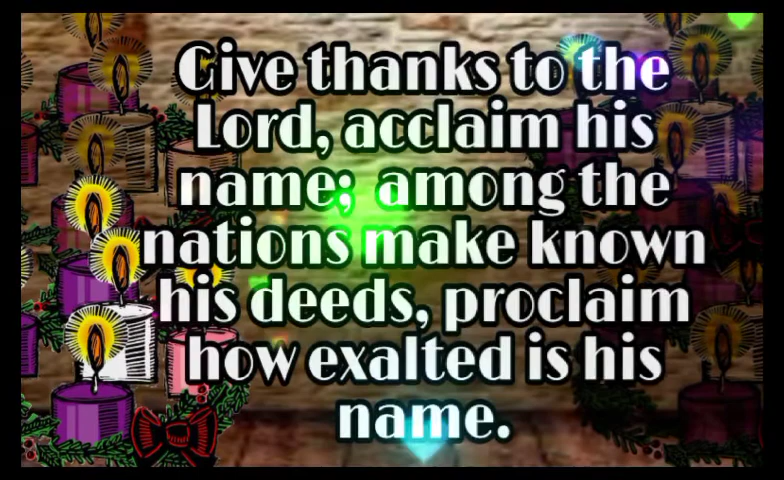 Give thanks to the
Lord, acclaim his
name; among the
nations make known
his deeds, proclaim
how exalted is his
name.